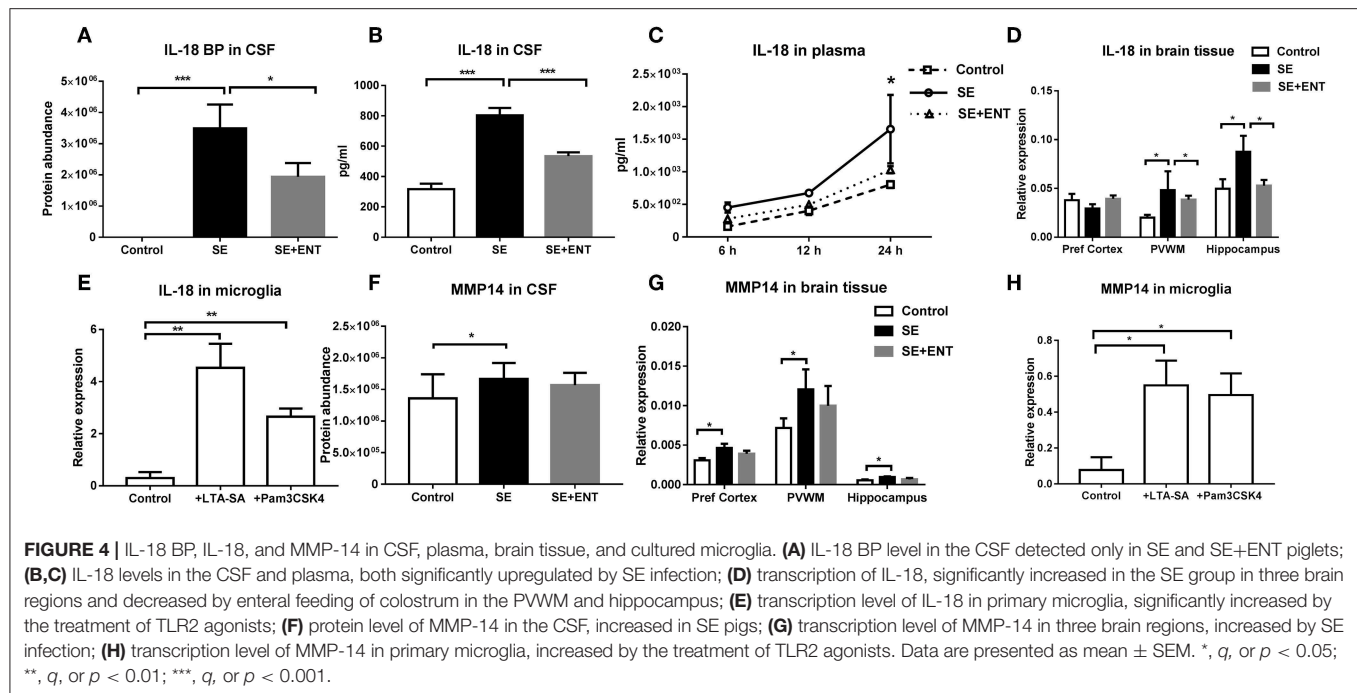 A
IL-18 BP in CSF
***
*
Protein abundance
5×10^06
4×10^06
3×10^06
2×10^06
1×10^06
0
Control SE SE+ENT
B
IL-18 in CSF
***
***
pg/ml
1000
800
600
400
200
0
Control SE SE+ENT
C
IL-18 in plasma
Control
SE
SE+ENT
*
pg/ml
2.5×10^03
2.0×10^03
1.5×10^03
1.0×10^03
5.0×10^02
0
6 h 12 h 24 h
D
IL-18 in brain tissue
Control
SE
SE+ENT
* *
* *
Relative expression
0.15
0.10
0.05
0.00
Pref Cortex PVWM Hippocampus
E
IL-18 in microglia
**
**
Relative expression
6
4
2
0
Control +LTA-SA +Pam3CSK4
F
MMP14 in CSF
*
Protein abundance
2.5×10^06
2.0×10^06
1.5×10^06
1.0×10^06
5.0×10^05
0
Control SE SE+ENT
G
MMP14 in brain tissue
Control
SE
SE+ENT
*
*
*
Relative expression
0.020
0.015
0.010
0.005
0.000
Pref Cortex PVWM Hippocampus
H
MMP14 in microglia
*
*
Relative expression
0.8
0.6
0.4
0.2
0.0
Control +LTA-SA +Pam3CSK4
FIGURE 4 | IL-18 BP, IL-18, and MMP-14 in CSF, plasma, brain tissue, and cultured microglia. (A) IL-18 BP level in the CSF detected only in SE and SE+ENT piglets;
(B,C) IL-18 levels in the CSF and plasma, both significantly upregulated by SE infection; (D) transcription of IL-18, significantly increased in the SE group in three brain
regions and decreased by enteral feeding of colostrum in the PVWM and hippocampus; (E) transcription level of IL-18 in primary microglia, significantly increased by
the treatment of TLR2 agonists; (F) protein level of MMP-14 in the CSF, increased in SE pigs; (G) transcription level of MMP-14 in three brain regions, increased by SE
infection; (H) transcription level of MMP-14 in primary microglia, increased by the treatment of TLR2 agonists. Data are presented as mean ± SEM. *, q, or p < 0.05;
**, q, or p < 0.01; ***, q, or p < 0.001.